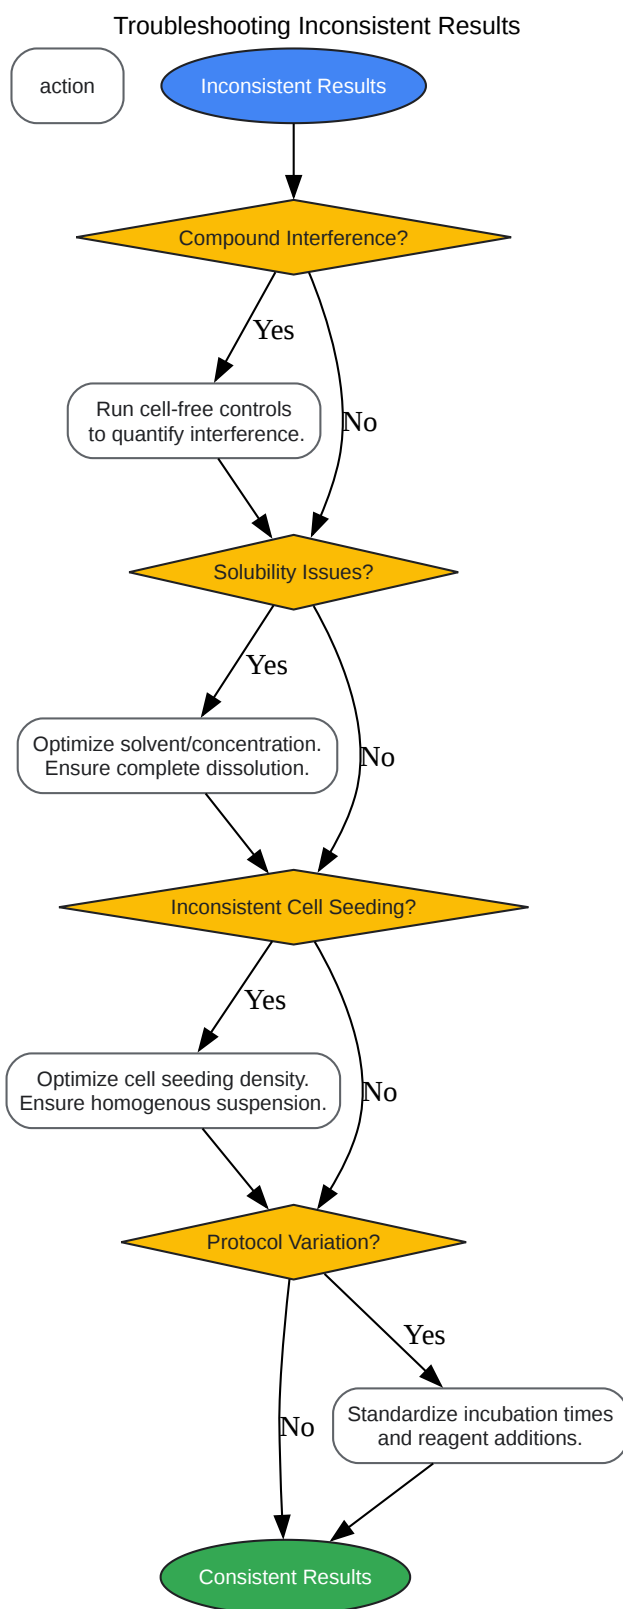 Troubleshooting Inconsistent Results
action
Inconsistent Results
Compound Interference?
Yes
Run cell-free controls
to quantify interference.
No
Solubility Issues?
Yes
Optimize solvent/concentration.
Ensure complete dissolution.
No
Inconsistent Cell Seeding?
Yes
Optimize cell seeding density.
Ensure homogenous suspension.
No
Protocol Variation?
Yes
No
Standardize incubation times
and reagent additions.
Consistent Results